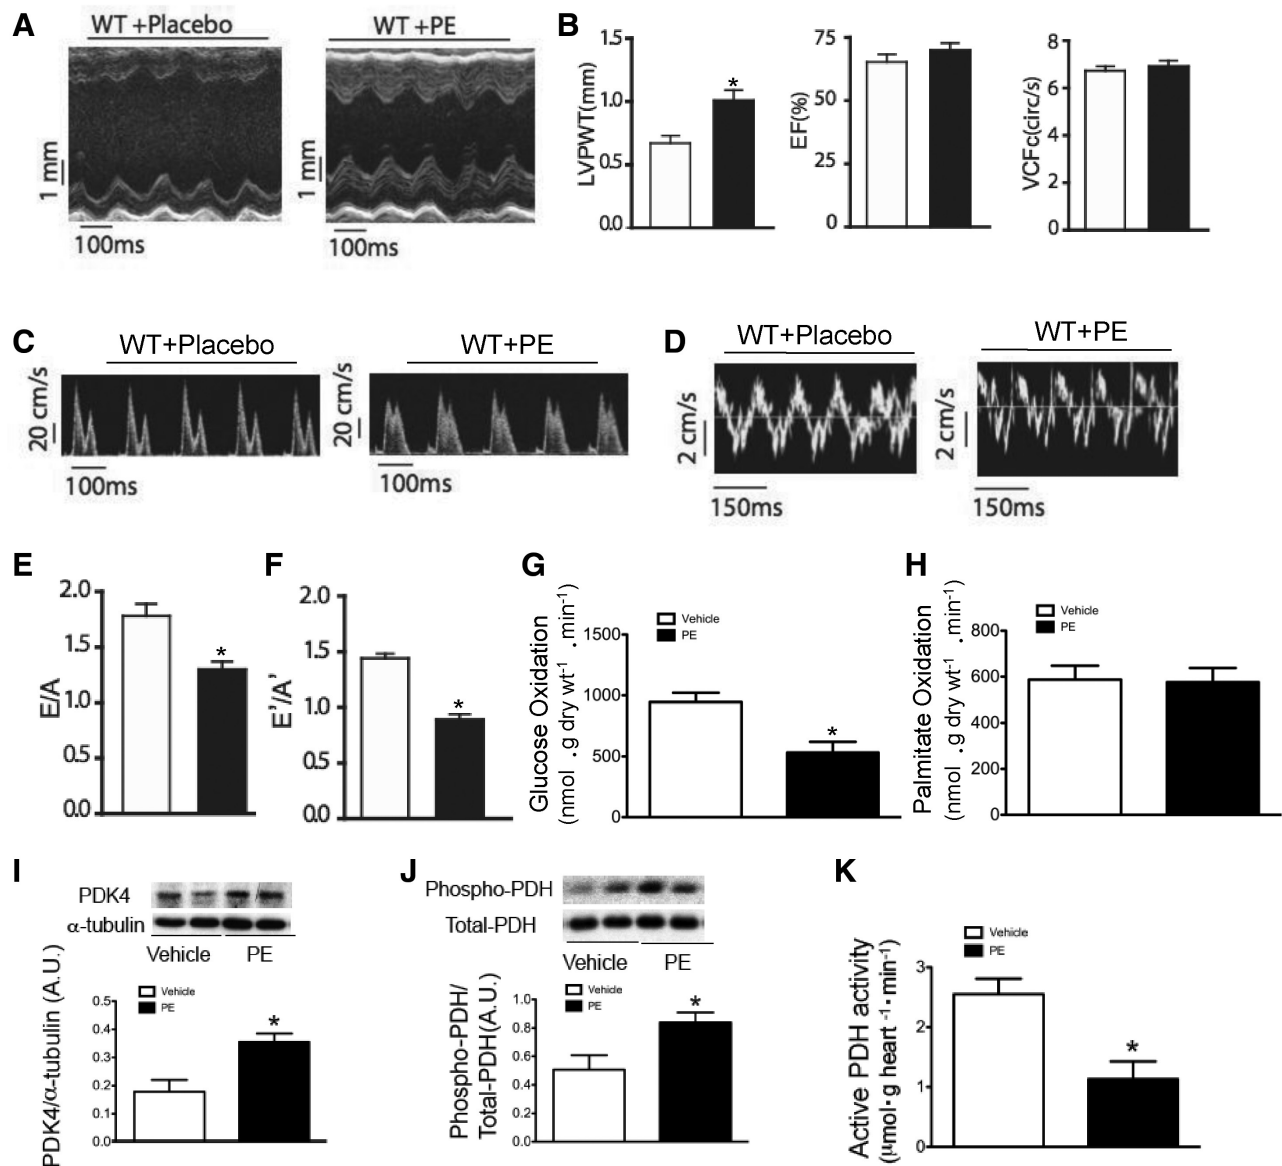 A
WT +Placebo
WT +PE
1 mm
100ms
1 mm
100ms
B
LVPWT(mm)
1.5
1.0
0.5
0.0
*
EF(%)
75
50
25
0
VCFc(circ/s)
8
6
4
2
0
C
WT+Placebo
WT+PE
20 cm/s
100ms
20 cm/s
100ms
D
WT+Placebo
WT+PE
2 cm/s
150ms
2 cm/s
150ms
E
E/A
2.0
1.5
1.0
0.5
0.0
*
F
E'/A'
2.0
1.5
1.0
0.5
0.0
*
G
Glucose Oxidation
(nmol .g dry wt-1 .min-1)
Vehicle
PE
1500
1000
500
0
*
H
Palmitate Oxidation
(nmol .g dry wt-1 .min-1)
Vehicle
PE
800
600
400
200
0
I
PDK4
α-tubulin
Vehicle PE
PDK4/α-tubulin (A.U.)
Vehicle
PE
0.5
0.4
0.3
0.2
0.1
0.0
*
J
Phospho-PDH
Total-PDH
Vehicle PE
Phospho-PDH/
Total-PDH(A.U.)
Vehicle
PE
1.0
0.8
0.6
0.4
0.2
0.0
*
K
Active PDH activity
(μmol·g heart -1·min-1)
Vehicle
PE
3
2
1
0
*